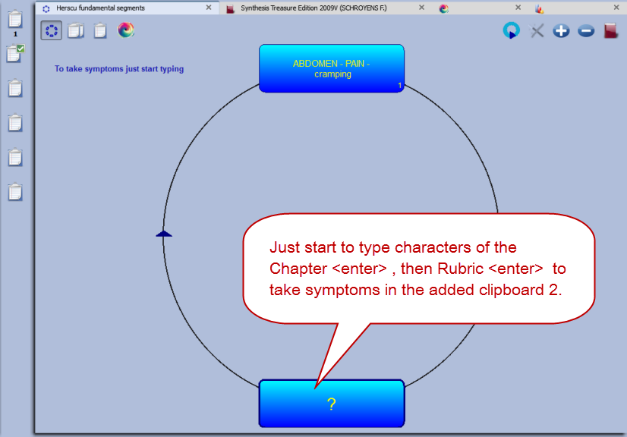 Herscu fundamental segments
Synthesis Treasure Edition 2009V (SCHROYENS F.)
1
To take symptoms just start typing
ABDOMEN - PAIN -
cramping
1
Just start to type characters of the
Chapter <enter> , then Rubric <enter> to
take symptoms in the added clipboard 2.
?